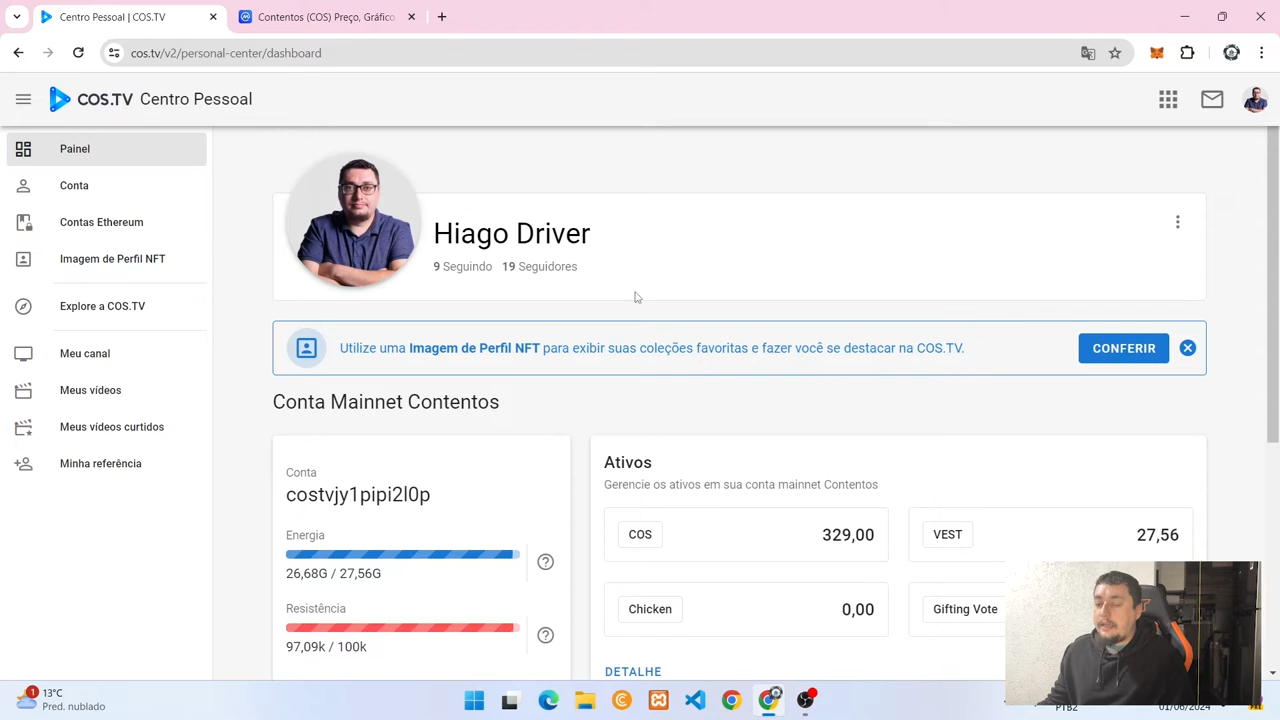 Centro Pessoal | COS.TV
Contentos (COS) Preço, Gráfico
cos.tv/v2/personal-center/dashboard
COS.TV Centro Pessoal
Painel
Conta
Contas Ethereum
Imagem de Perfil NFT
Explore a COS.TV
Meu canal
Meus vídeos
Meus vídeos curtidos
Minha referência
Hiago Driver
9 Seguindo 19 Seguidores
Utilize uma Imagem de Perfil NFT para exibir suas coleções favoritas e fazer você se destacar na COS.TV.
CONFERIR
Conta Mainnet Contentos
Conta
costvjy1pipi2l0p
Energia
26,68G / 27,56G
Resistência
97,09k / 100k
Ativos
Gerencie os ativos em sua conta mainnet Contentos
COS 329,00
VEST 27,56
Chicken 0,00
Gifting Vote
DETALHE
1
13°C
Pred. nublado
PTB2
01/06/2024